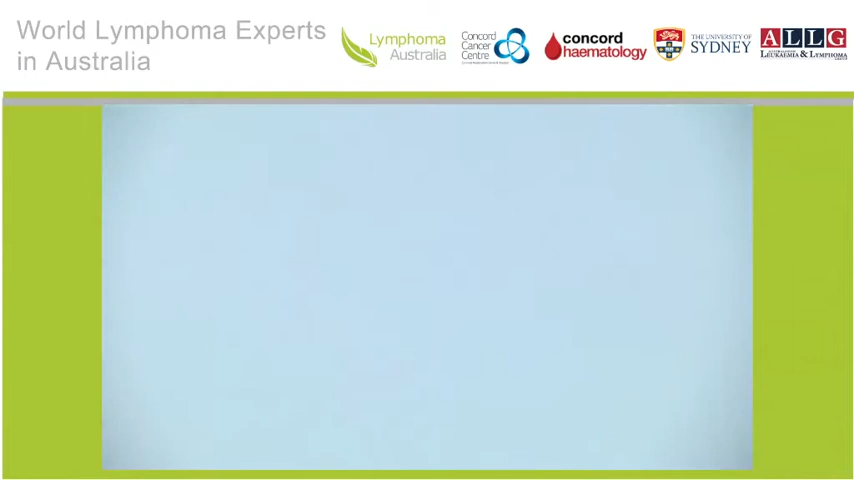 World Lymphoma Experts
in Australia
Lymphoma
Australia
Concord
Cancer
Centre
concord
haematology
THE UNIVERSITY OF
SYDNEY
ALLG
LEUKAEMIA & LYMPHOMA